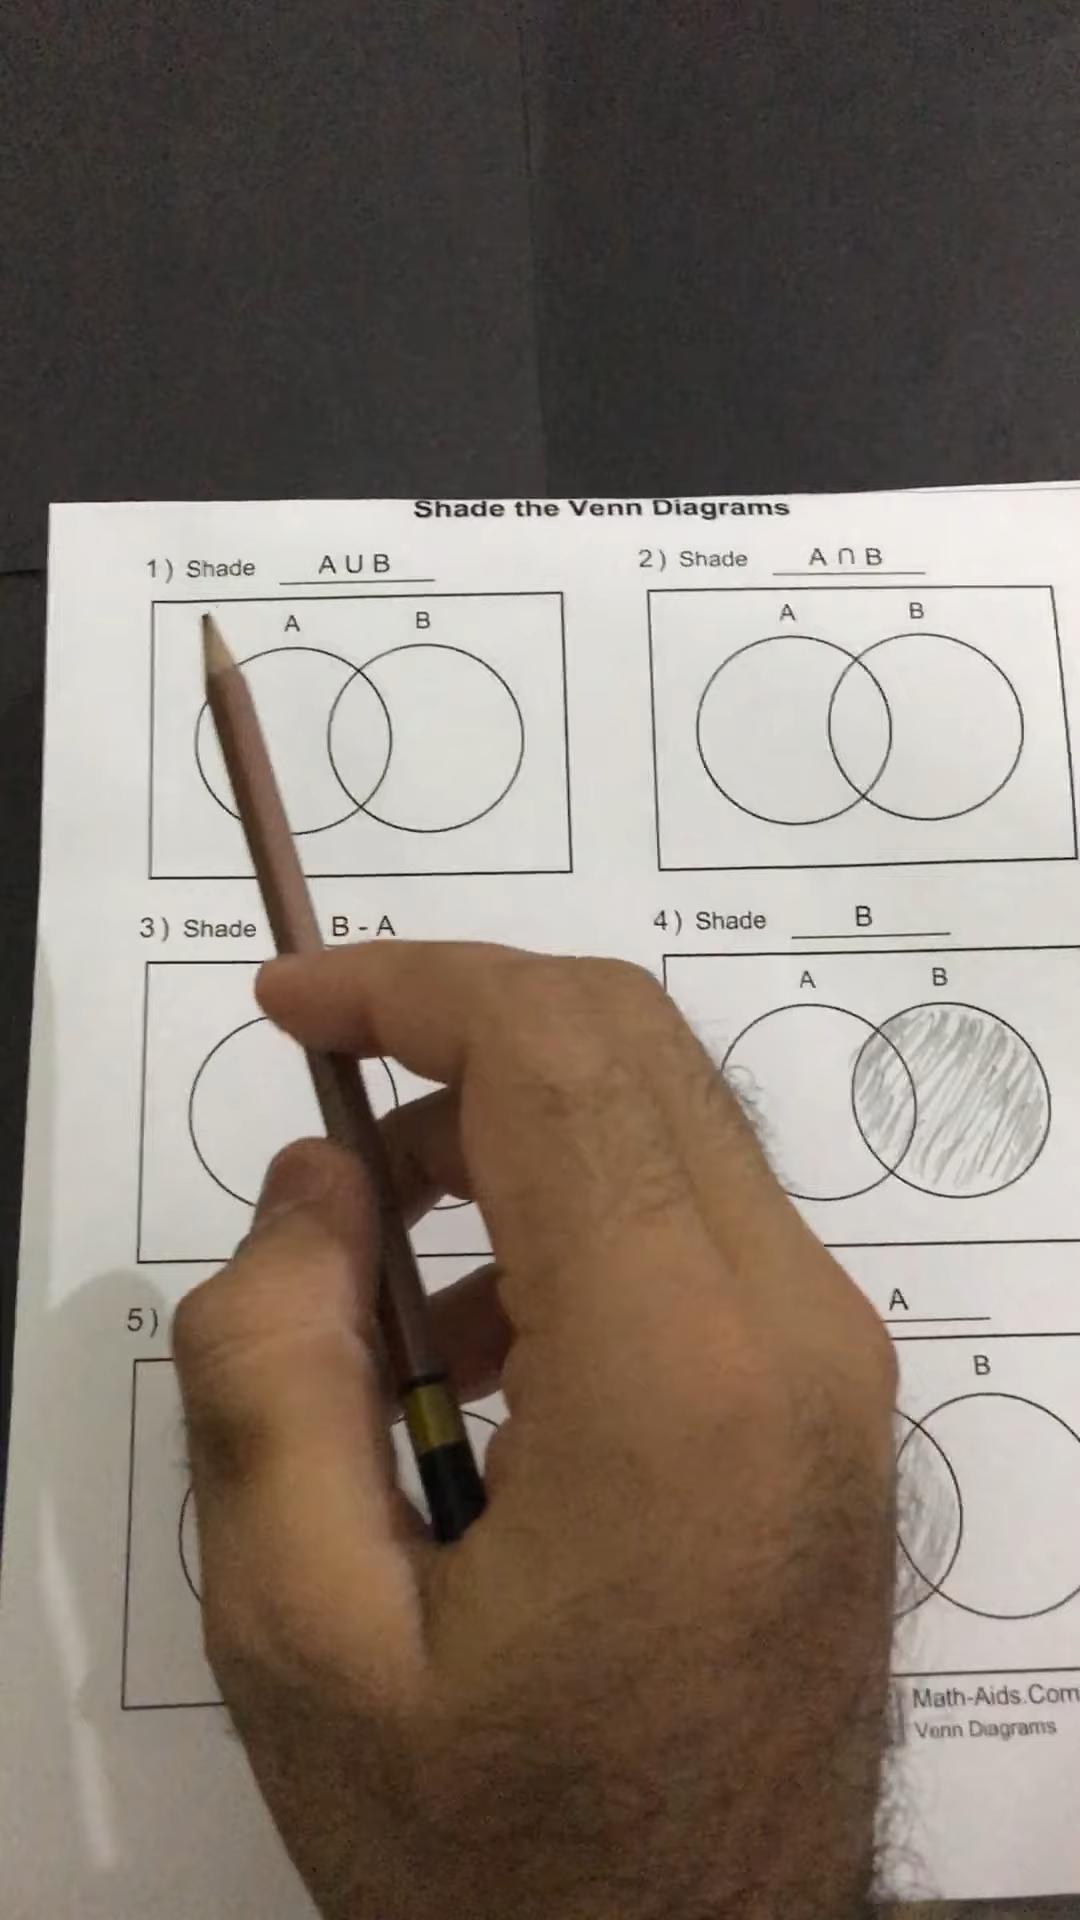 Shade the Venn Diagrams
1) Shade A ∪ B
2) Shade A ∩ B
A B
A B
3) Shade B - A
4) Shade B
A B
5)
A
B
Math-Aids.Com
Venn Diagrams